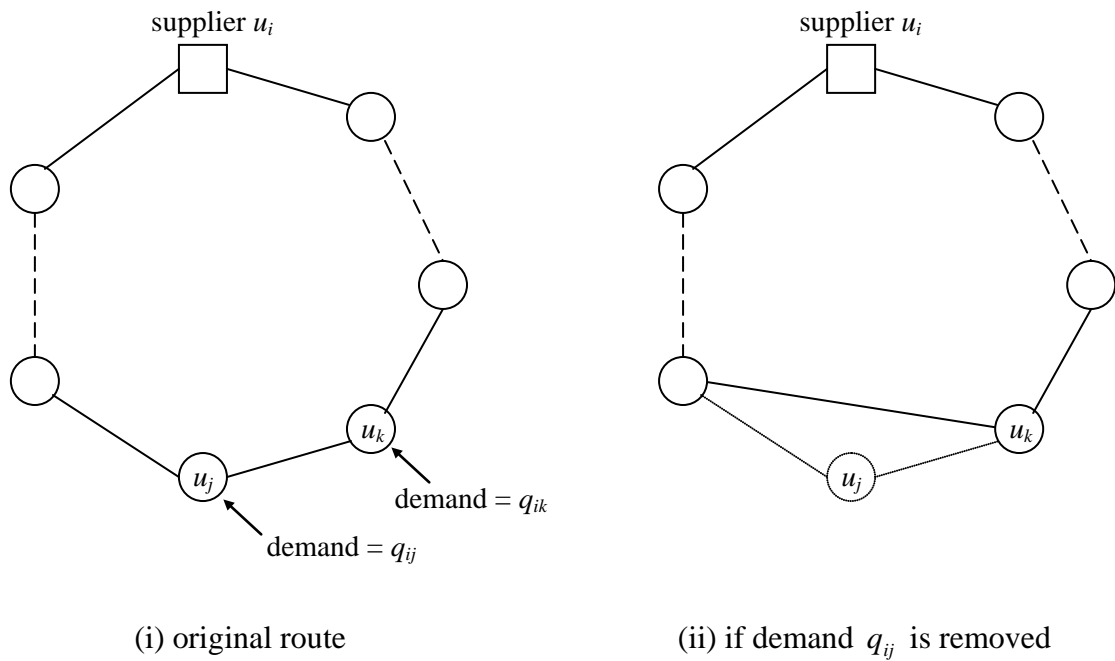 supplier u_i
supplier u_i
u_k
u_k
u_j
u_j
demand = q_ik
demand = q_ij
(i) original route
(ii) if demand q_ij is removed